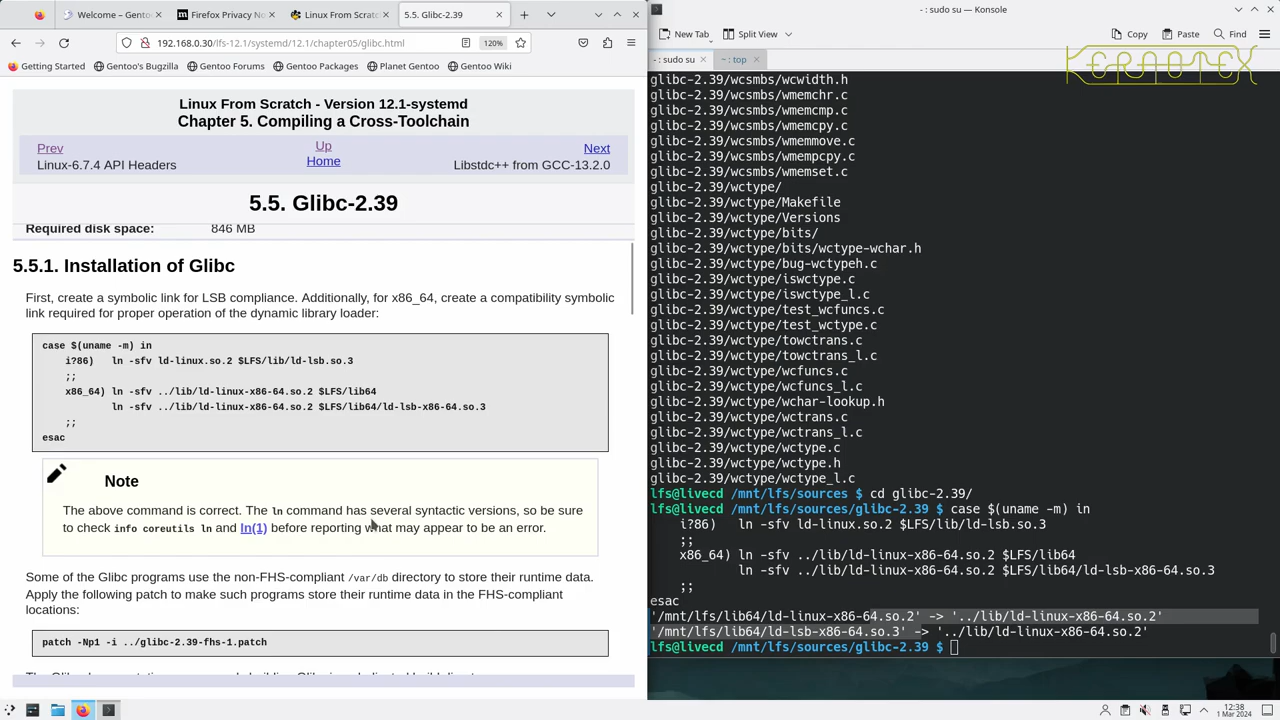 Welcome – Gento
Firefox Privacy No
Linux From Scratc
5.5. Glibc-2.39
192.168.0.30/lfs-12.1/systemd/12.1/chapter05/glibc.html
120%
Getting Started
Gentoo's Bugzilla
Gentoo Forums
Gentoo Packages
Planet Gentoo
Gentoo Wiki
Linux From Scratch - Version 12.1-systemd
Chapter 5. Compiling a Cross-Toolchain
Prev
Up
Next
Linux-6.7.4 API Headers
Home
Libstdc++ from GCC-13.2.0
5.5. Glibc-2.39
Required disk space: 846 MB
5.5.1. Installation of Glibc
First, create a symbolic link for LSB compliance. Additionally, for x86_64, create a compatibility symbolic
link required for proper operation of the dynamic library loader:
case $(uname -m) in
i?86) ln -sfv ld-linux.so.2 $LFS/lib/ld-lsb.so.3
;;
x86_64) ln -sfv ../lib/ld-linux-x86-64.so.2 $LFS/lib64
ln -sfv ../lib/ld-linux-x86-64.so.2 $LFS/lib64/ld-lsb-x86-64.so.3
;;
esac
Note
The above command is correct. The ln command has several syntactic versions, so be sure
to check info coreutils ln and ln(1) before reporting what may appear to be an error.
Some of the Glibc programs use the non-FHS-compliant /var/db directory to store their runtime data.
Apply the following patch to make such programs store their runtime data in the FHS-compliant
locations:
patch -Np1 -i ../glibc-2.39-fhs-1.patch
- : sudo su — Konsole
New Tab
Split View
Copy
Paste
Find
- : sudo su
~ : top
KERAOTEX
glibc-2.39/wcsmbs/wcwidth.h
glibc-2.39/wcsmbs/wmemchr.c
glibc-2.39/wcsmbs/wmemcmp.c
glibc-2.39/wcsmbs/wmemcpy.c
glibc-2.39/wcsmbs/wmemmove.c
glibc-2.39/wcsmbs/wmempcpy.c
glibc-2.39/wcsmbs/wmemset.c
glibc-2.39/wctype/
glibc-2.39/wctype/Makefile
glibc-2.39/wctype/Versions
glibc-2.39/wctype/bits/
glibc-2.39/wctype/bits/wctype-wchar.h
glibc-2.39/wctype/bug-wctypeh.c
glibc-2.39/wctype/iswctype.c
glibc-2.39/wctype/iswctype_l.c
glibc-2.39/wctype/test_wcfuncs.c
glibc-2.39/wctype/test_wctype.c
glibc-2.39/wctype/towctrans.c
glibc-2.39/wctype/towctrans_l.c
glibc-2.39/wctype/wcfuncs.c
glibc-2.39/wctype/wcfuncs_l.c
glibc-2.39/wctype/wchar-lookup.h
glibc-2.39/wctype/wctrans.c
glibc-2.39/wctype/wctrans_l.c
glibc-2.39/wctype/wctype.c
glibc-2.39/wctype/wctype.h
glibc-2.39/wctype/wctype_l.c
lfs@livecd /mnt/lfs/sources $ cd glibc-2.39/
lfs@livecd /mnt/lfs/sources/glibc-2.39 $ case $(uname -m) in
i?86) ln -sfv ld-linux.so.2 $LFS/lib/ld-lsb.so.3
;;
x86_64) ln -sfv ../lib/ld-linux-x86-64.so.2 $LFS/lib64
ln -sfv ../lib/ld-linux-x86-64.so.2 $LFS/lib64/ld-lsb-x86-64.so.3
;;
esac
'/mnt/lfs/lib64/ld-linux-x86-64.so.2' -> '../lib/ld-linux-x86-64.so.2'
'/mnt/lfs/lib64/ld-lsb-x86-64.so.3' -> '../lib/ld-linux-x86-64.so.2'
lfs@livecd /mnt/lfs/sources/glibc-2.39 $
12:38
1 Mar 2024